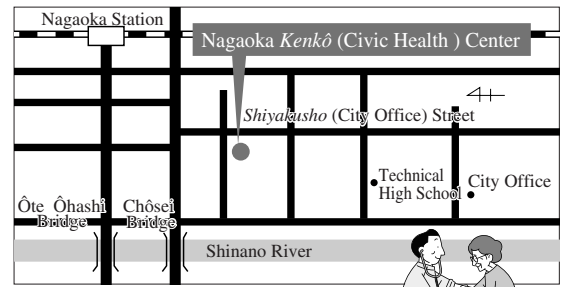 Nagaoka Station
Nagaoka Kenkô (Civic Health ) Center
Shiyakusho (City Office) Street
Technical
High School
City Office
Ôte Ôhashi
Bridge
Chôsei
Bridge
Shinano River